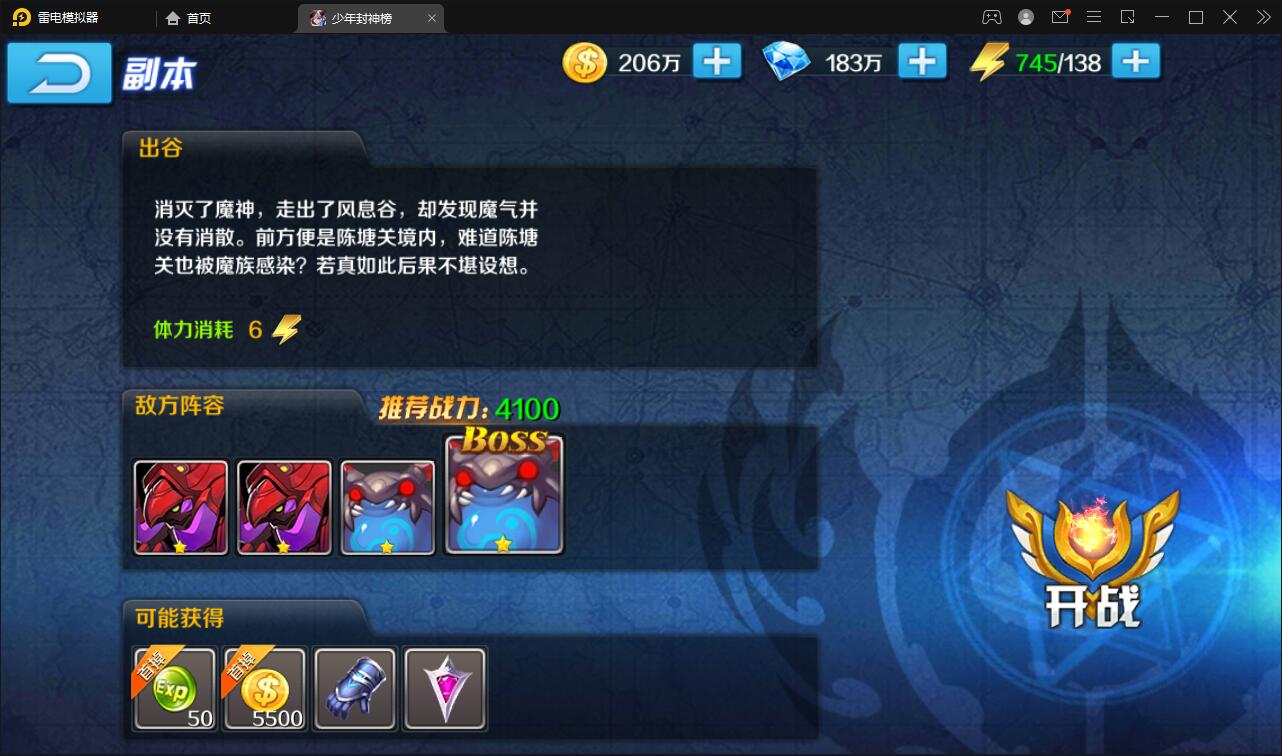 雷电模拟器 首页 少年封神榜
副本 206万 183万 745/138
出谷
消灭了魔神，走出了风息谷，却发现魔气并
没有消散。前方便是陈塘关境内，难道陈塘
关也被魔族感染？若真如此后果不堪设想。
体力消耗 6
敌方阵容 推荐战力：4100
BOSS
开战
可能获得
首掉 首掉
Exp
50 5500